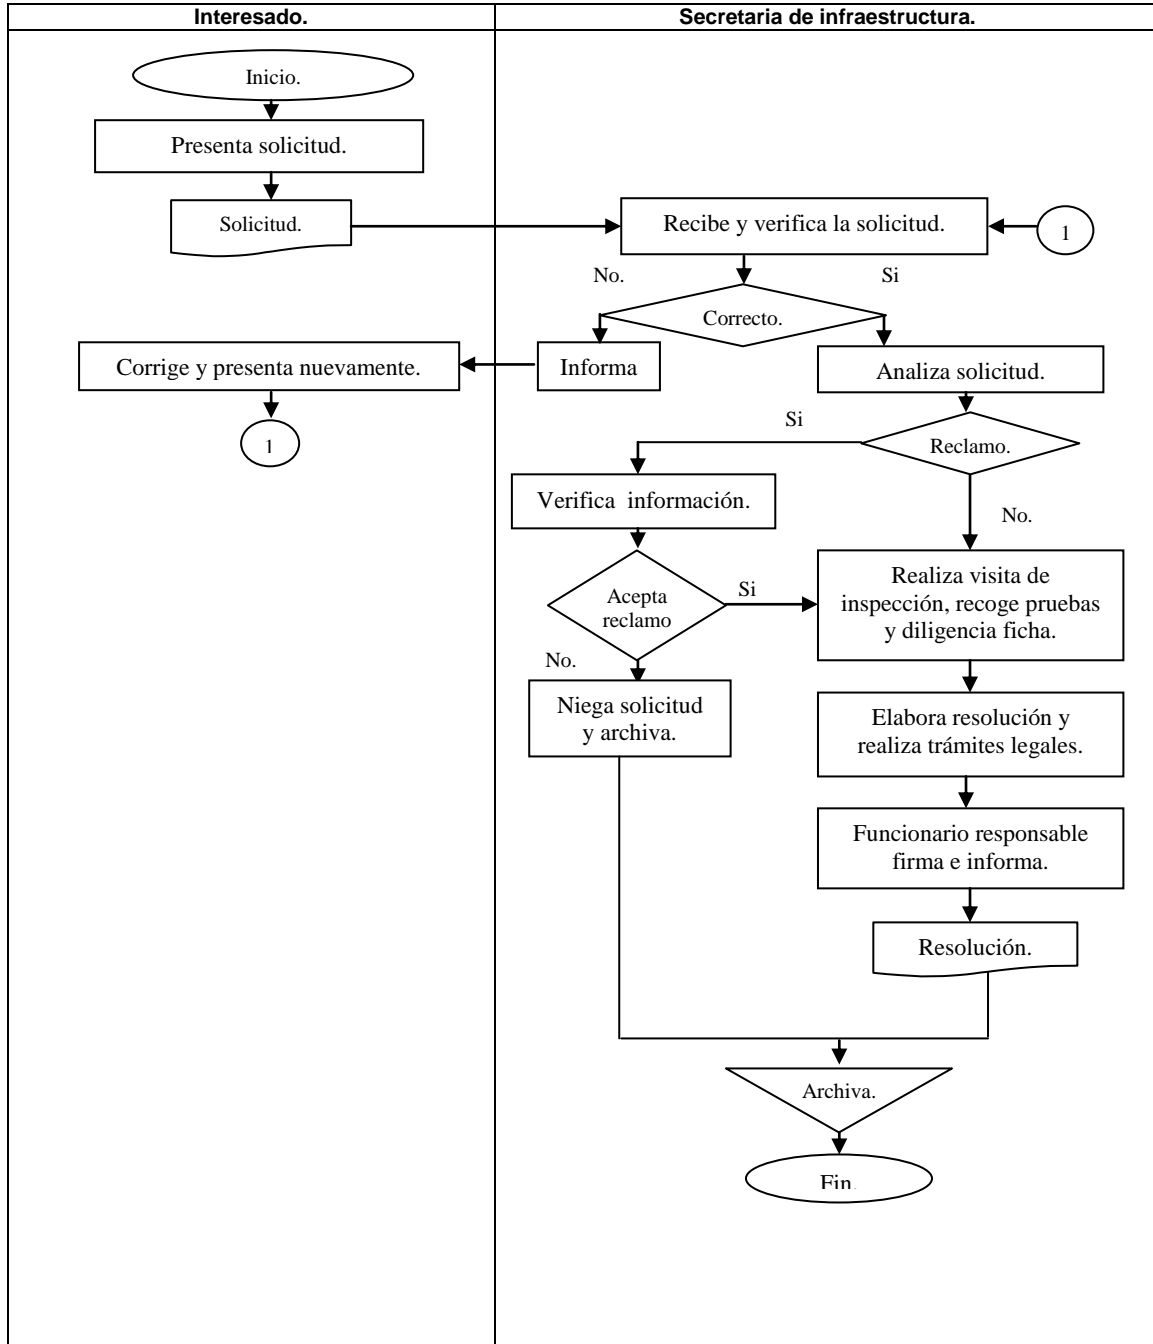 Interesado.
Secretaria de infraestructura.
Inicio.
Presenta solicitud.
Solicitud.
Recibe y verifica la solicitud.
1
No.
Si
Correcto.
Corrige y presenta nuevamente.
Informa
Analiza solicitud.
1
Si
Reclamo.
Verifica información.
No.
Acepta
reclamo
Si
Realiza visita de
inspección, recoge pruebas
y diligencia ficha.
No.
Niega solicitud
y archiva.
Elabora resolución y
realiza trámites legales.
Funcionario responsable
firma e informa.
Resolución.
Archiva.
Fin.